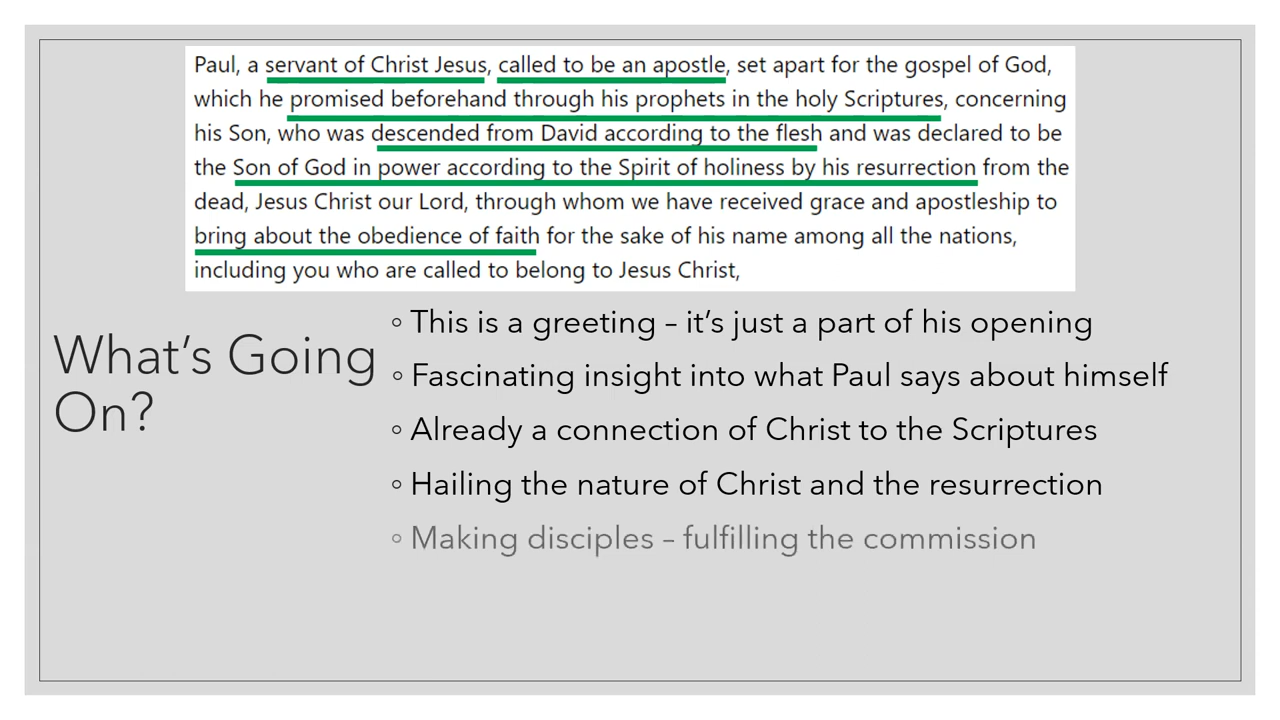 Paul, a servant of Christ Jesus, called to be an apostle, set apart for the gospel of God,
which he promised beforehand through his prophets in the holy Scriptures, concerning
his Son, who was descended from David according to the flesh and was declared to be
the Son of God in power according to the Spirit of holiness by his resurrection from the
dead, Jesus Christ our Lord, through whom we have received grace and apostleship to
bring about the obedience of faith for the sake of his name among all the nations,
including you who are called to belong to Jesus Christ,
What’s Going
On?
◦ This is a greeting – it’s just a part of his opening
◦ Fascinating insight into what Paul says about himself
◦ Already a connection of Christ to the Scriptures
◦ Hailing the nature of Christ and the resurrection
◦ Making disciples – fulfilling the commission